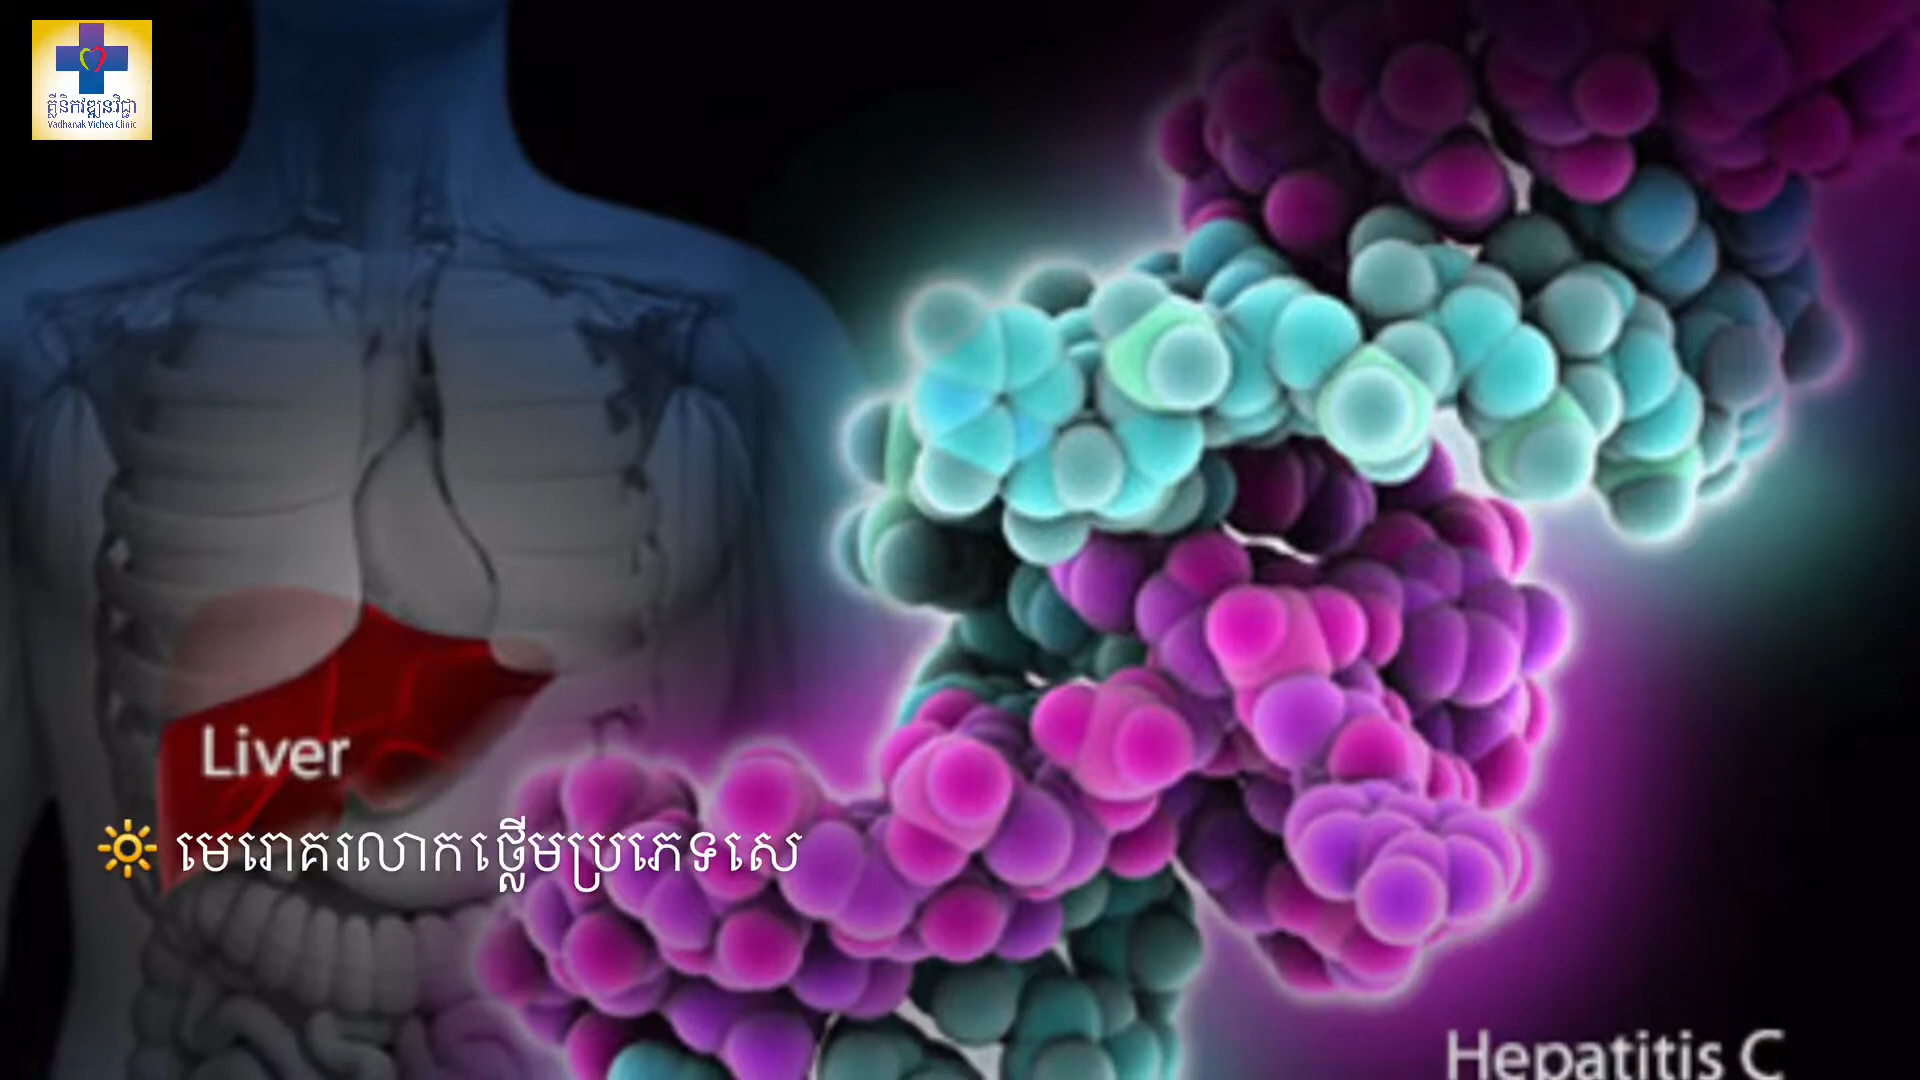 គ្លីនិកវឌ្ឍនៈវិជ្ជា
Vadhanak Vichea Clinic
Liver
🔆 មេរោគរលាកថ្លើមប្រភេទសេ
Hepatitis C